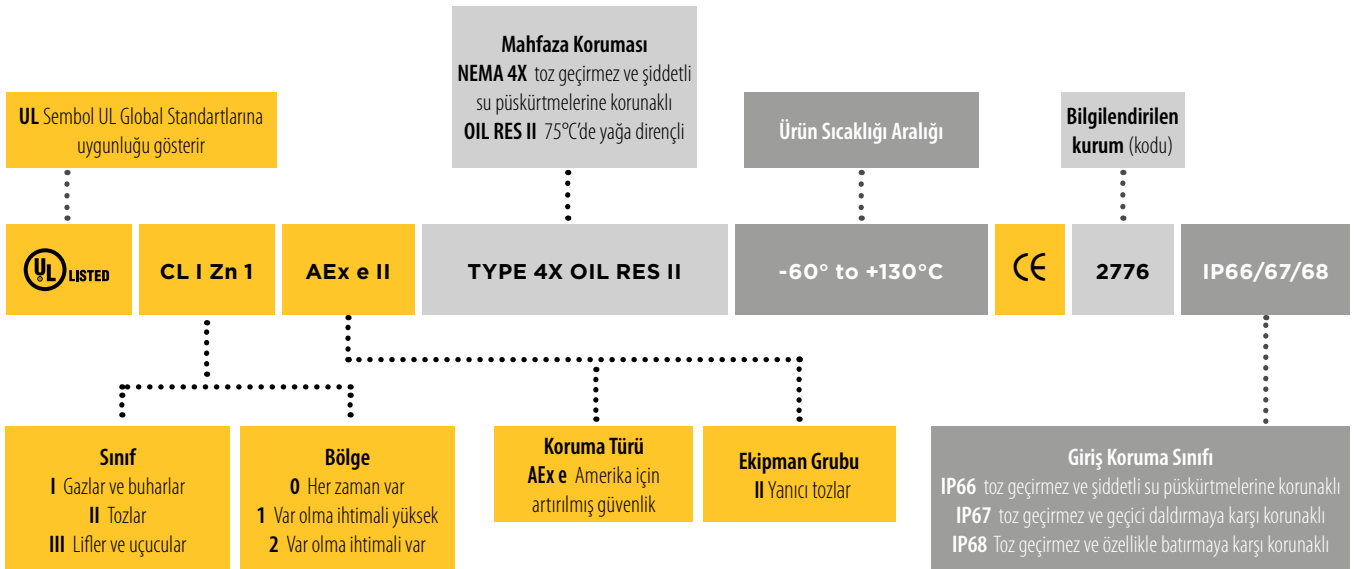 Mahfaza Koruması
NEMA 4X toz geçirmez ve şiddetli
su püskürtmelerine korunaklı
OIL RES II 75°C'de yağa dirençli
UL Sembol UL Global Standartlarına
uygunluğu gösterir
Ürün Sıcaklığı Aralığı
Bilgilendirilen
kurum (kodu)
UL LISTED
CL I Zn 1
AEx e II
TYPE 4X OIL RES II
-60° to +130°C
CE
2776
IP66/67/68
Sınıf
I Gazlar ve buharlar
II Tozlar
III Lifler ve uçucular
Bölge
0 Her zaman var
1 Var olma ihtimali yüksek
2 Var olma ihtimali var
Koruma Türü
AEx e Amerika için
artırılmış güvenlik
Ekipman Grubu
II Yanıcı tozlar
Giriş Koruma Sınıfı
IP66 toz geçirmez ve şiddetli su püskürtmelerine korunaklı
IP67 toz geçirmez ve geçici daldırmaya karşı korunaklı
IP68 Toz geçirmez ve özellikle batırmaya karşı korunaklı